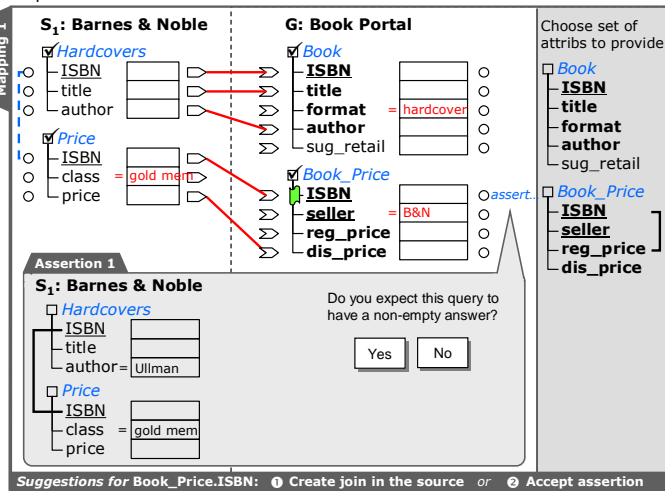 Mapping 1
S1: Barnes & Noble
Hardcovers
ISBN
title
author
Price
ISBN
class = gold mem
price
G: Book Portal
Book
ISBN
title
format = hardcover
author
sug_retail
Book_Price
ISBN
assert...
seller = B&N
reg_price
dis_price
Choose set of
attribs to provide
Book
ISBN
title
format
author
sug_retail
Book_Price
ISBN
seller
reg_price
dis_price
Assertion 1
S1: Barnes & Noble
Hardcovers
ISBN
title
author = Ullman
Price
ISBN
class = gold mem
price
Do you expect this query to
have a non-empty answer?
Yes No
Suggestions for Book_Price.ISBN: ❶ Create join in the source or ❷ Accept assertion